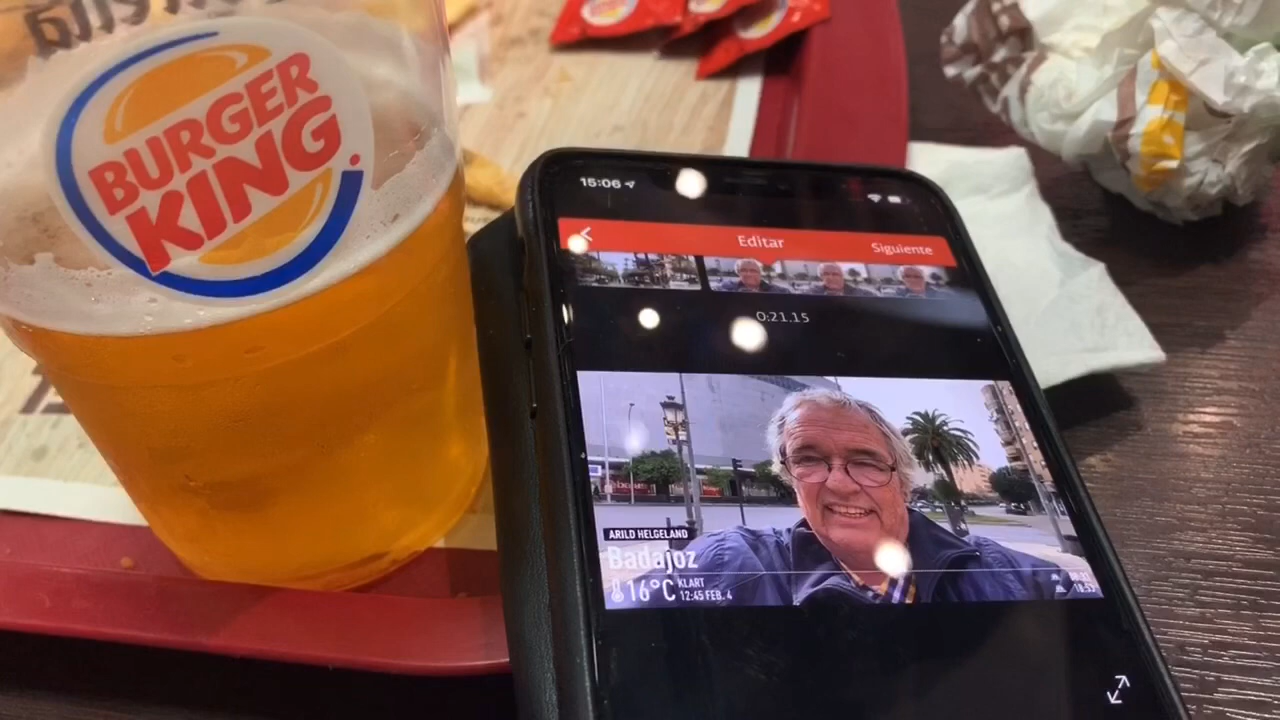 BURGER
KING
15:06
Editar
Siguiente
0:21.15
ARILD HELGELAND
Badajoz
16°C
KLART
12:45 FEB. 4